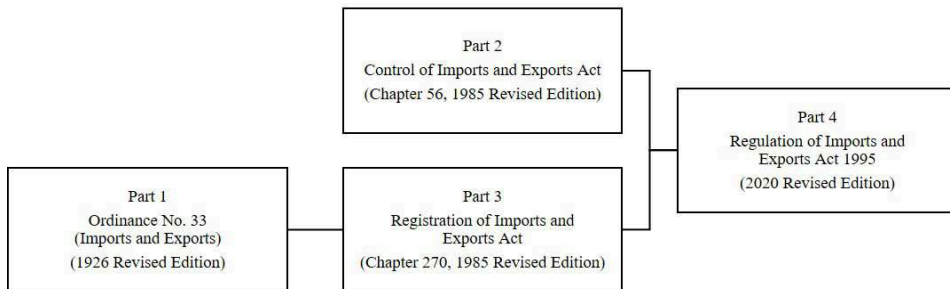 Part 2
Control of Imports and Exports Act
(Chapter 56, 1985 Revised Edition)
Part 4
Regulation of Imports and
Exports Act 1995
(2020 Revised Edition)
Part 1
Ordinance No. 33
(Imports and Exports)
(1926 Revised Edition)
Part 3
Registration of Imports and
Exports Act
(Chapter 270, 1985 Revised Edition)